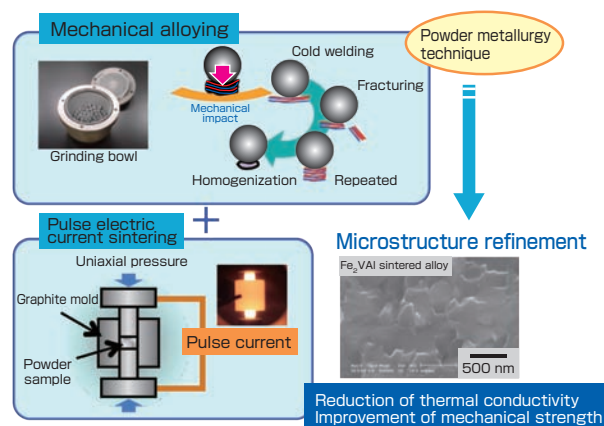 Mechanical alloying
Powder metallurgy
technique
Cold welding
Fracturing
Mechanical
impact
Grinding bowl
Homogenization
Repeated
+
Pulse electric
current sintering
Uniaxial pressure
Graphite mold
Pulse current
Powder
sample
Microstructure refinement
Fe₂VAl sintered alloy
500 nm
Reduction of thermal conductivity
Improvement of mechanical strength